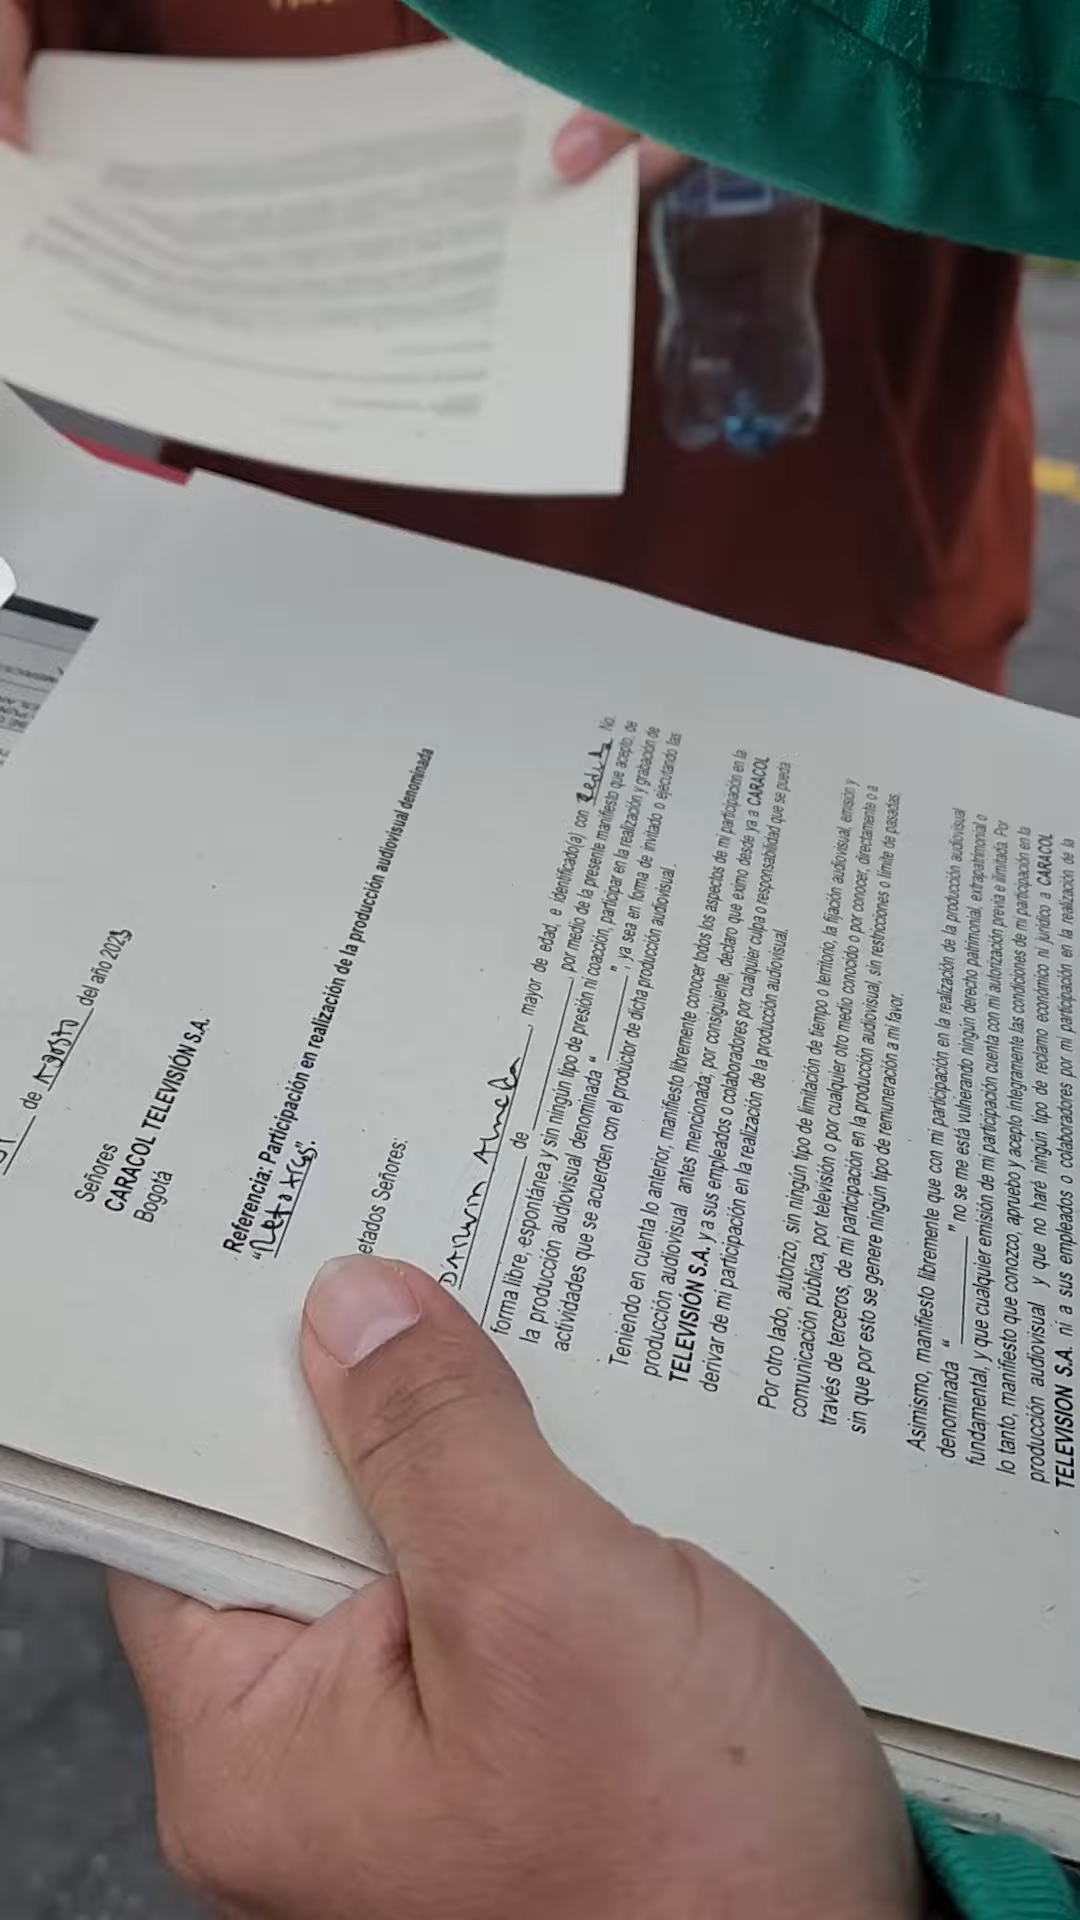 de Agosto del año 2023
Señores
CARACOL TELEVISIÓN S.A.
Bogotá
Referencia: Participación en realización de la producción audiovisual denominada
etados Señores:
mayor de edad, e identificado(a) con No.
de por medio de la presente manifiesto que acepto, de
forma libre, espontánea y sin ningún tipo de presión ni coacción, participar en la realización y grabación de
la producción audiovisual denominada " ", ya sea en forma de invitado o ejecutando las
actividades que se acuerden con el productor de dicha producción audiovisual.
Teniendo en cuenta lo anterior, manifiesto libremente conocer todos los aspectos de mi participación en la
producción audiovisual antes mencionada; por consiguiente, declaro que eximo desde ya a CARACOL
TELEVISIÓN S.A. y a sus empleados o colaboradores por cualquier culpa o responsabilidad que se pueda
derivar de mi participación en la realización de la producción audiovisual.
Por otro lado, autorizo, sin ningún tipo de limitación de tiempo o territorio, la fijación audiovisual, emisión y
comunicación pública, por televisión o por cualquier otro medio conocido o por conocer, directamente o a
través de terceros, de mi participación en la producción audiovisual, sin restricciones o límite de pasadas,
sin que por esto se genere ningún tipo de remuneración a mi favor.
Asimismo, manifiesto libremente que con mi participación en la realización de la producción audiovisual
denominada " " no se me está vulnerando ningún derecho patrimonial, extrapatrimonial o
fundamental, y que cualquier emisión de mi participación cuenta con mi autorización previa e ilimitada. Por
lo tanto, manifiesto que conozco, apruebo y acepto íntegramente las condiciones de mi participación en la
producción audiovisual y que no haré ningún tipo de reclamo económico ni jurídico a CARACOL
TELEVISION S.A. ni a sus empleados o colaboradores por mi participación en la realización de la